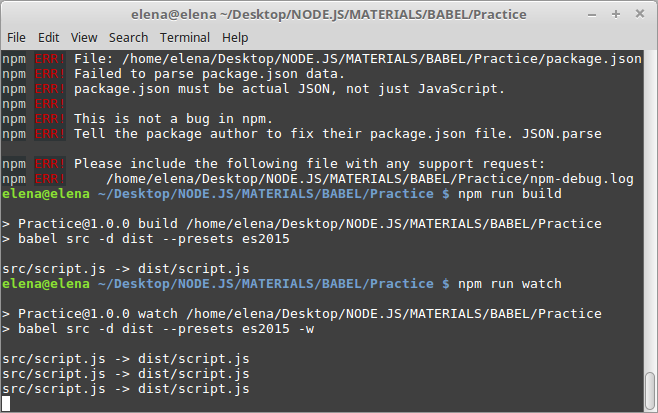 elena@elena ~/Desktop/NODE.JS/MATERIALS/BABEL/Practice
File Edit View Search Terminal Help
npm ERR! File: /home/elena/Desktop/NODE.JS/MATERIALS/BABEL/Practice/package.json
npm ERR! Failed to parse package.json data.
npm ERR! package.json must be actual JSON, not just JavaScript.
npm ERR!
npm ERR! This is not a bug in npm.
npm ERR! Tell the package author to fix their package.json file. JSON.parse
npm ERR! Please include the following file with any support request:
npm ERR!     /home/elena/Desktop/NODE.JS/MATERIALS/BABEL/Practice/npm-debug.log
elena@elena ~/Desktop/NODE.JS/MATERIALS/BABEL/Practice $ npm run build
> Practice@1.0.0 build /home/elena/Desktop/NODE.JS/MATERIALS/BABEL/Practice
> babel src -d dist --presets es2015
src/script.js -> dist/script.js
elena@elena ~/Desktop/NODE.JS/MATERIALS/BABEL/Practice $ npm run watch
> Practice@1.0.0 watch /home/elena/Desktop/NODE.JS/MATERIALS/BABEL/Practice
> babel src -d dist --presets es2015 -w
src/script.js -> dist/script.js
src/script.js -> dist/script.js
src/script.js -> dist/script.js